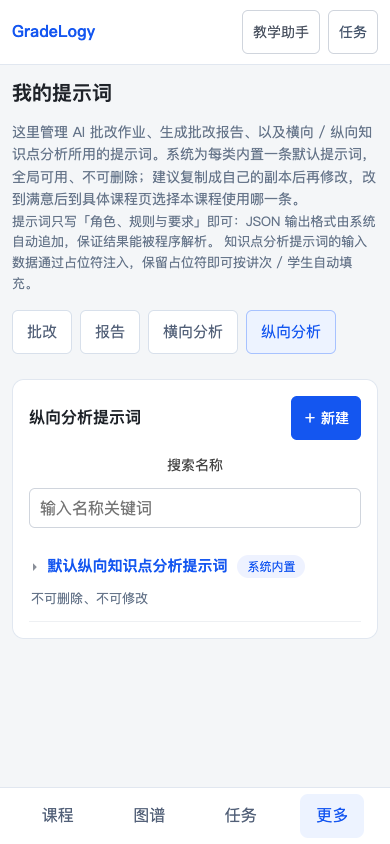 GradeLogy
教学助手
任务
我的提示词
这里管理 AI 批改作业、生成批改报告、以及横向 / 纵向知
识点分析所用的提示词。系统为每类内置一条默认提示词，
全局可用、不可删除；建议复制成自己的副本后再修改，改
到满意后到具体课程页选择本课程使用哪一条。
提示词只写「角色、规则与要求」即可：JSON 输出格式由系统
自动追加，保证结果能被程序解析。 知识点分析提示词的输入
数据通过占位符注入，保留占位符即可按讲次 / 学生自动填
充。
批改
报告
横向分析
纵向分析
纵向分析提示词
＋ 新建
搜索名称
输入名称关键词
默认纵向知识点分析提示词
系统内置
不可删除、不可修改
课程
图谱
任务
更多